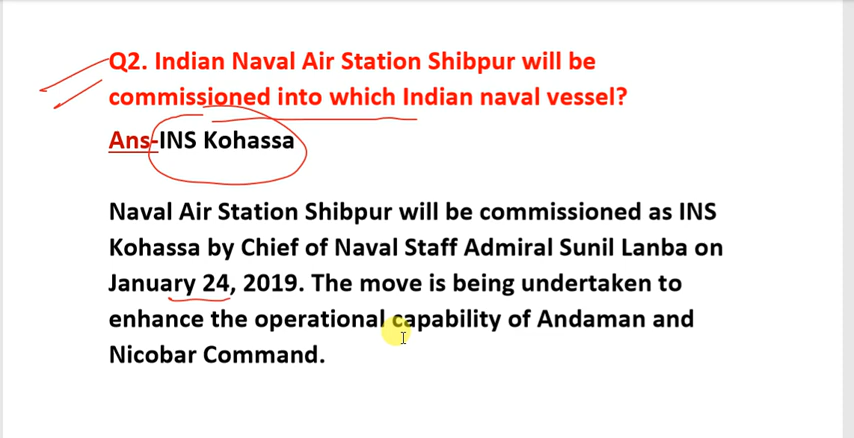 Q2. Indian Naval Air Station Shibpur will be
commissioned into which Indian naval vessel?
Ans-INS Kohassa
Naval Air Station Shibpur will be commissioned as INS
Kohassa by Chief of Naval Staff Admiral Sunil Lanba on
January 24, 2019. The move is being undertaken to
enhance the operational capability of Andaman and
Nicobar Command.